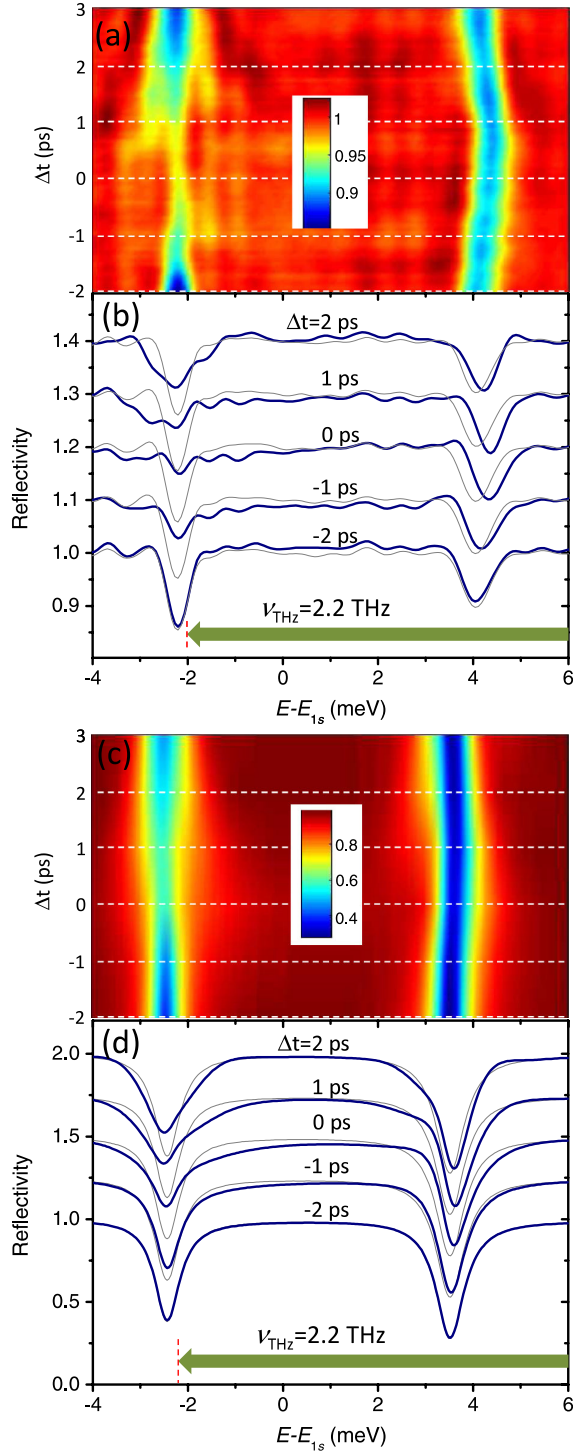 (a)
3
2
1
0
-1
-2
Δt (ps)
1
0.95
0.9
(b)
Δt=2 ps
1 ps
0 ps
-1 ps
-2 ps
1.4
1.3
1.2
1.1
1.0
0.9
Reflectivity
νTHz=2.2 THz
-4 -2 0 2 4 6
E-E1s (meV)
(c)
3
2
1
0
-1
-2
Δt (ps)
0.8
0.6
0.4
(d)
Δt=2 ps
1 ps
0 ps
-1 ps
-2 ps
2.0
1.5
1.0
0.5
0.0
Reflectivity
νTHz=2.2 THz
-4 -2 0 2 4 6
E-E1s (meV)